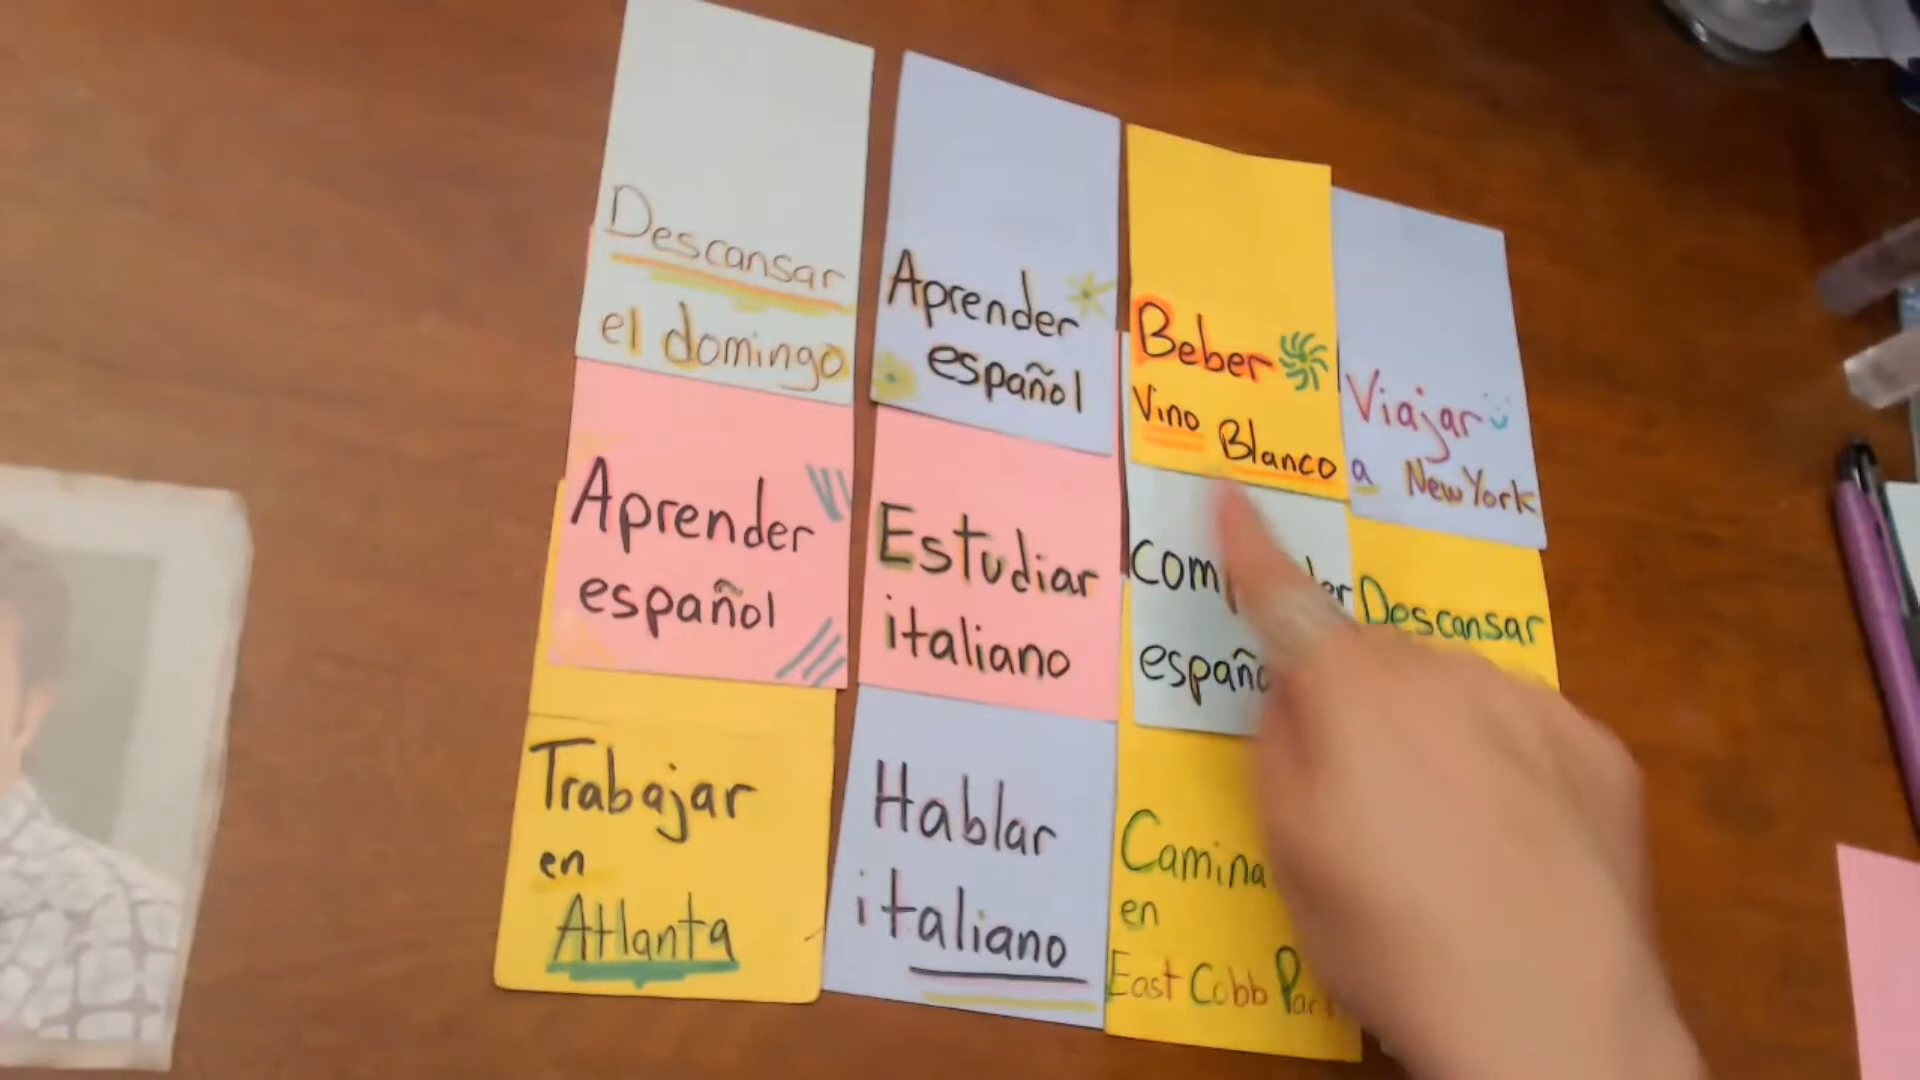 Descansar
el domingo
Aprender
español
Beber
Vino Blanco
Viajar
a New York
Aprender
español
Estudiar
italiano
Descansar
Trabajar
en
Atlanta
Hablar
italiano
en
East Cobb